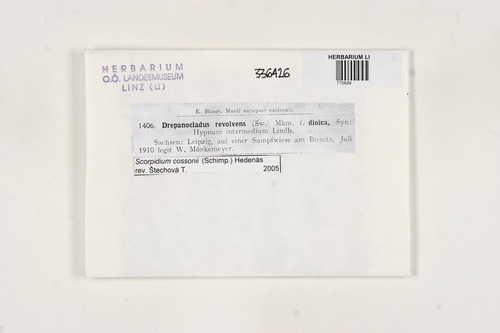 HERBARIUM
O.Ö. LANDESMUSEUM
LINZ (LI)
336426
HERBARIUM LI
E. Bauer, Musci europaei exsiccati
1406. Drepanocladus revolvens (Sw.) Mkm. f. dioica, Syn:
Hypnum intermedium Lindb.
Sachsen: Leipzig, auf einer Sumpfwiese am Bienitz, Juli
1910 legit W. Mönkemeyer.
Scorpidium cossonii (Schimp.) Hedenäs
rev. Štechová T. 2005